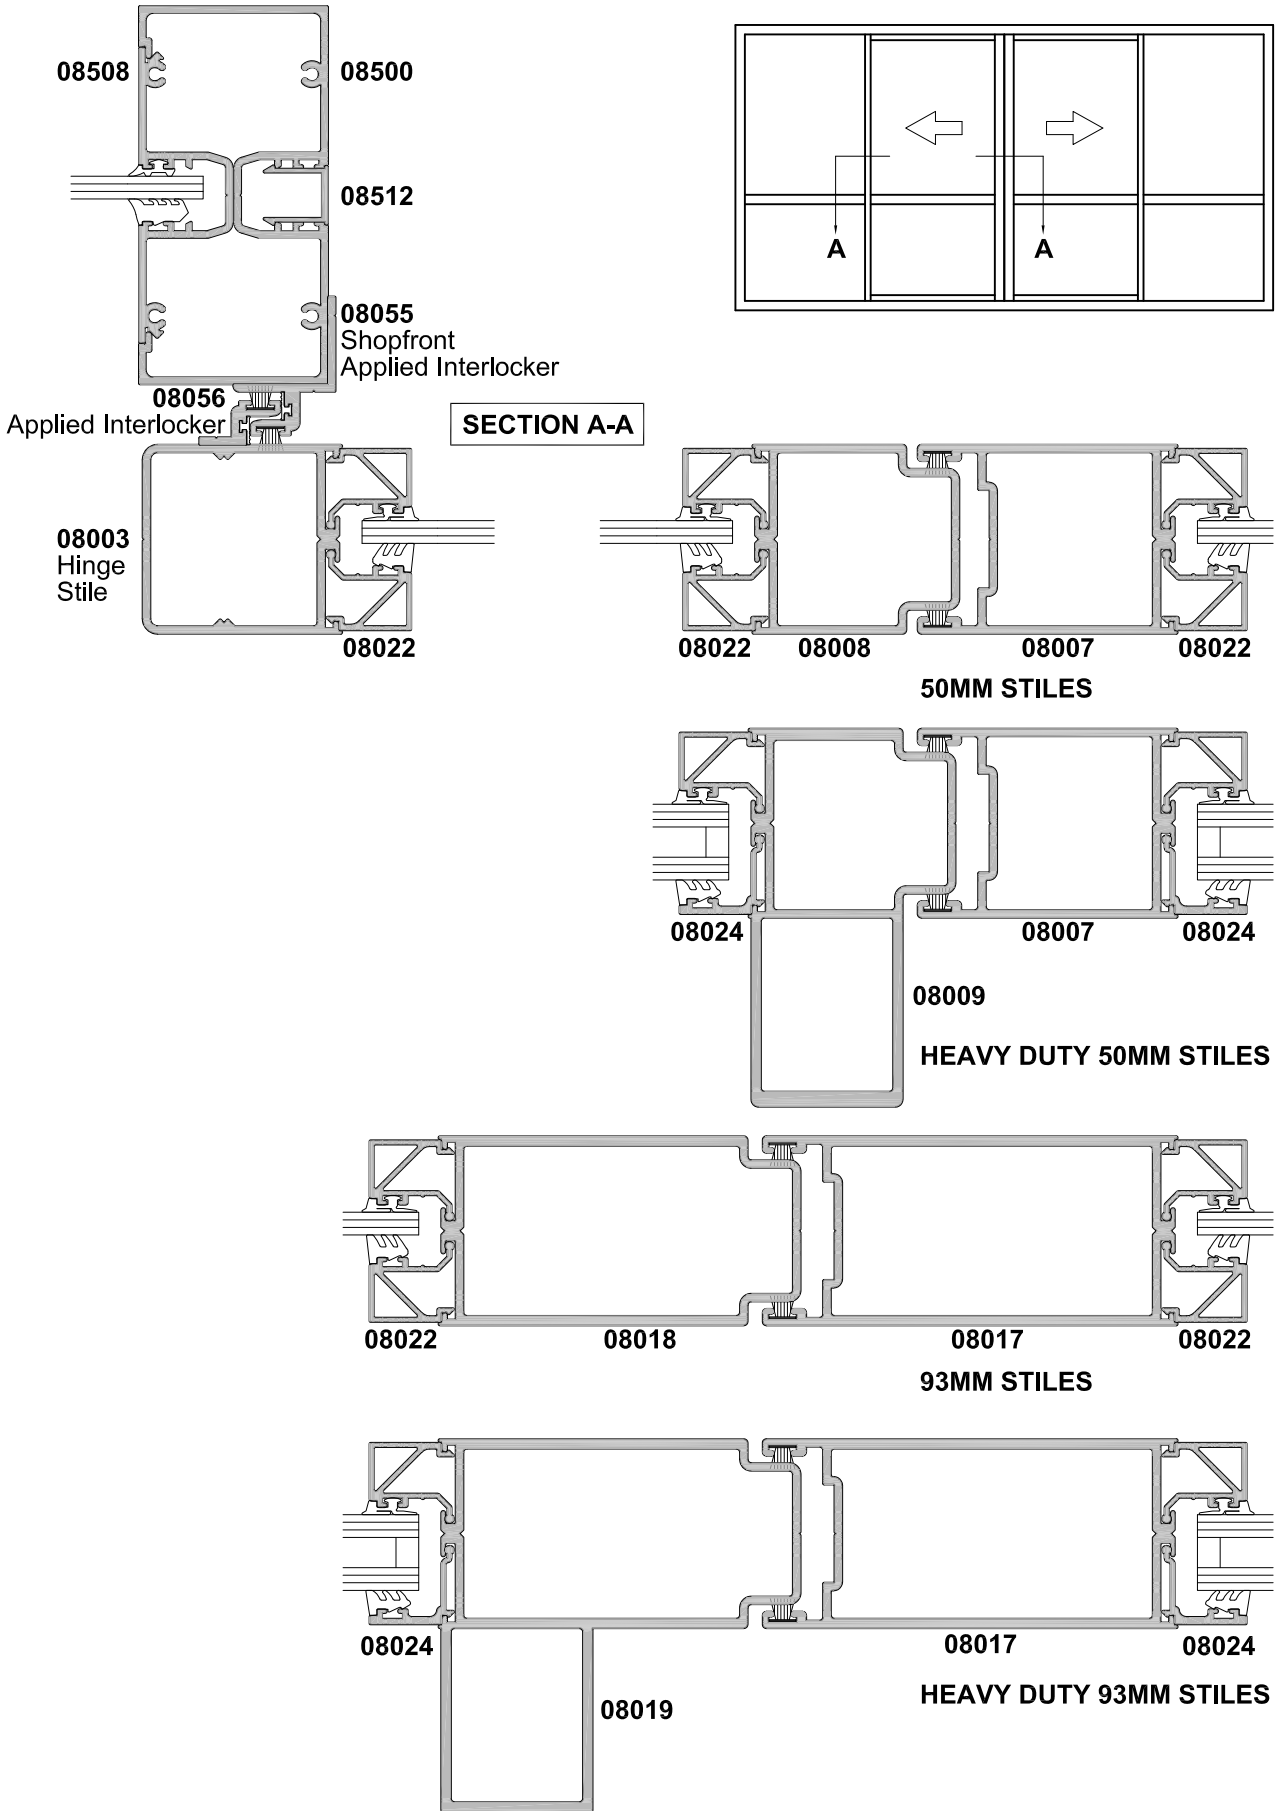 08508
08500
08512
A
A
08055
Shopfront
Applied Interlocker
08056
Applied Interlocker
SECTION A-A
08003
Hinge
Stile
08022
08022
08008
08007
08022
50MM STILES
08024
08007
08024
08009
HEAVY DUTY 50MM STILES
08022
08018
08017
08022
93MM STILES
08024
08017
08024
08019
HEAVY DUTY 93MM STILES